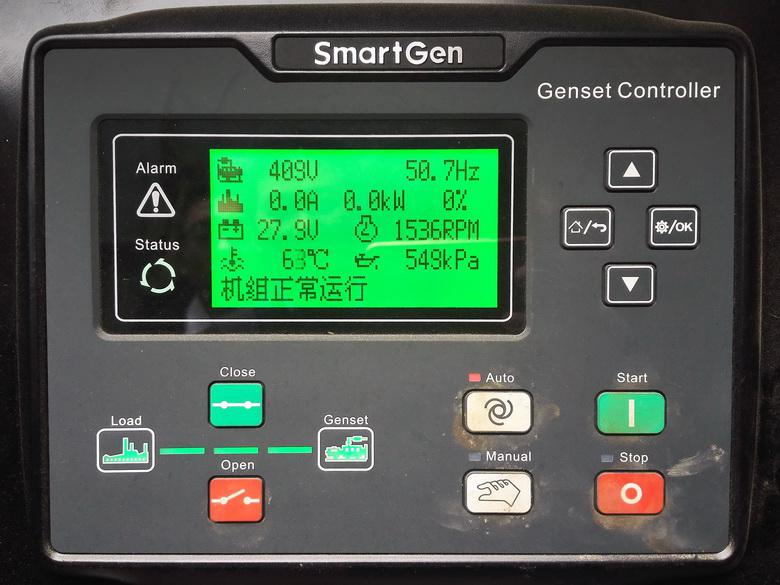 SmartGen
Genset Controller
Alarm
Status
409V 50.7Hz
0.0A 0.0kW 0%
27.9V 1536RPM
63℃ 549kPa
机组正常运行
/OK
Close
Load
Genset
Open
Auto
Start
Manual
Stop